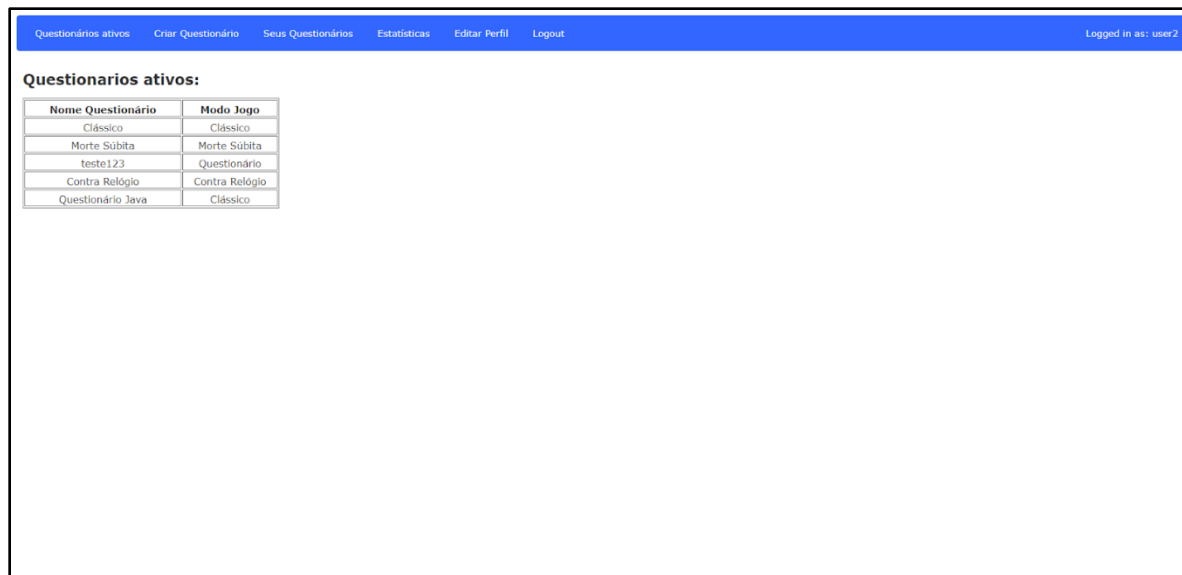 Questionários ativos Criar Questionário Seus Questionários Estatísticas Editar Perfil Logout Logged in as: user2
Questionarios ativos:
Nome Questionário Modo Jogo
Clássico Clássico
Morte Súbita Morte Súbita
teste123 Questionário
Contra Relógio Contra Relógio
Questionário Java Clássico